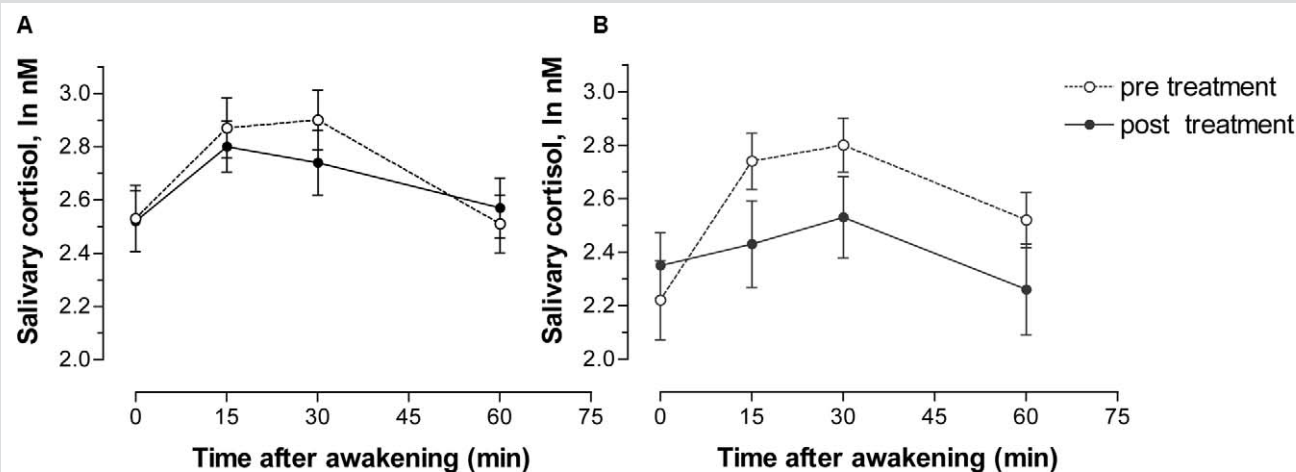 A
Salivary cortisol, ln nM
3.0
2.8
2.6
2.4
2.2
2.0
0 15 30 45 60 75
Time after awakening (min)
B
Salivary cortisol, ln nM
3.0
2.8
2.6
2.4
2.2
2.0
0 15 30 45 60 75
Time after awakening (min)
pre treatment
post treatment